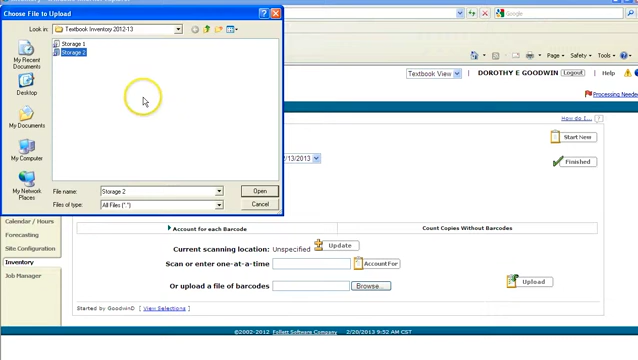 Choose File to Upload
Look in: Textbook Inventory 2012-13
Storage 1
Storage 2
My Recent Documents
Desktop
My Documents
My Computer
My Network Places
File name: Storage 2 Open
Files of type: All Files (*.*) Cancel
Google
Page Safety Tools
Textbook View DOROTHY E GOODWIN Logout Help
Processing Neede
How do I... ?
Start New
2/13/2013 Finished
Calendar / Hours
Forecasting
Site Configuration
Inventory
Job Manager
Account for each Barcode Count Copies Without Barcodes
Current scanning location: Unspecified Update
Scan or enter one-at-a-time AccountFor
Or upload a file of barcodes Browse... Upload
Started by GoodwinD View Selections
©2002-2012 Follett Software Company 2/20/2013 9:52 AM CST